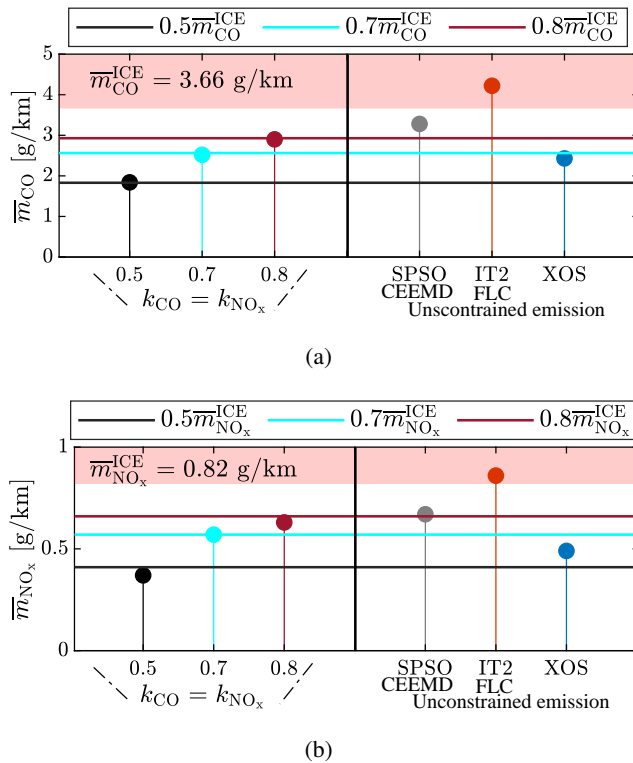 0.5m̅_CO^ICE 0.7m̅_CO^ICE 0.8m̅_CO^ICE
5
m̅_CO^ICE = 3.66 g/km
4
3
2
1
0
m̅_CO [g/km]
0.5 0.7 0.8 SPSO IT2 XOS
CEEMD FLC
k_CO = k_NOx
Unscontrained emission
(a)
0.5m̅_NOx^ICE 0.7m̅_NOx^ICE 0.8m̅_NOx^ICE
1
m̅_NOx^ICE = 0.82 g/km
0.5
0
m̅_NOx [g/km]
0.5 0.7 0.8 SPSO IT2 XOS
CEEMD FLC
k_CO = k_NOx
Unconstrained emission
(b)